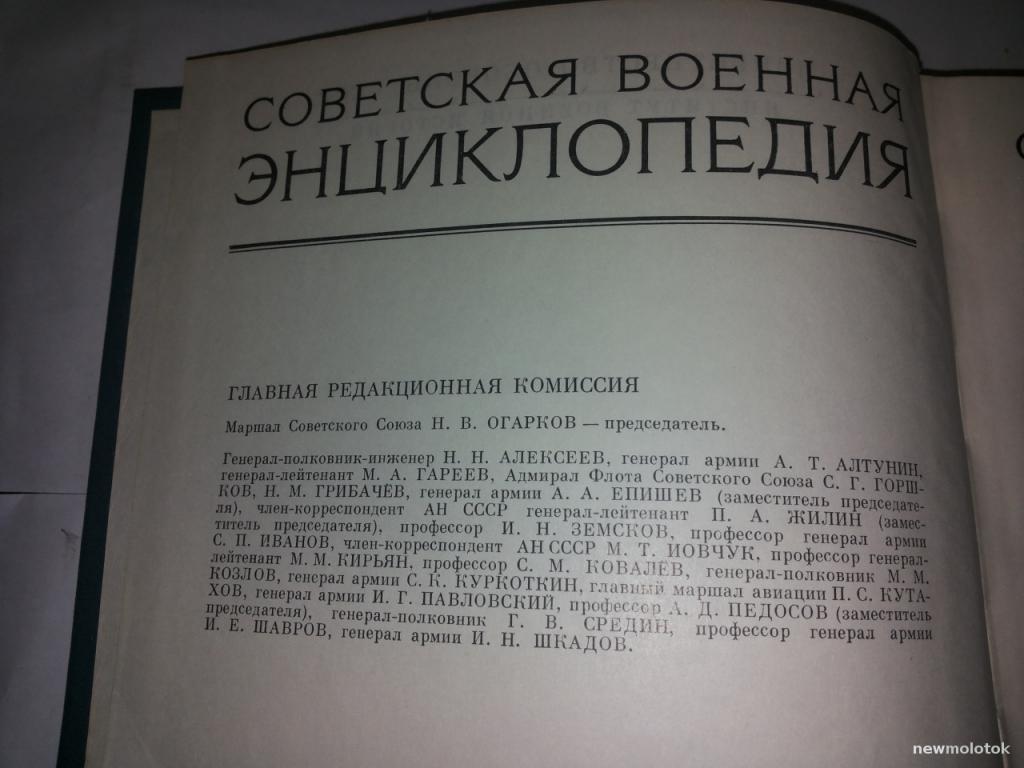 СОВЕТСКАЯ ВОЕННАЯ
ЭНЦИКЛОПЕДИЯ
ГЛАВНАЯ РЕДАКЦИОННАЯ КОМИССИЯ
Маршал Советского Союза Н. В. ОГАРКОВ — председатель.
Генерал-полковник-инженер Н. Н. АЛЕКСЕЕВ, генерал армии А. Т. АЛТУНИН,
генерал-лейтенант М. А. ГАРЕЕВ, Адмирал Флота Советского Союза С. Г. ГОРШ-
КОВ, Н. М. ГРИБАЧЁВ, генерал армии А. А. ЕПИШЕВ (заместитель председате-
ля), член-корреспондент АН СССР генерал-лейтенант П. А. ЖИЛИН (замес-
титель председателя), профессор И. Н. ЗЕМСКОВ, профессор генерал армии
С. П. ИВАНОВ, член-корреспондент АН СССР М. Т. ИОВЧУК, профессор генерал-
лейтенант М. М. КИРЬЯН, профессор С. М. КОВАЛЁВ, генерал-полковник М. М.
КОЗЛОВ, генерал армии С. К. КУРКОТКИН, главный маршал авиации П. С. КУТА-
ХОВ, генерал армии И. Г. ПАВЛОВСКИЙ, профессор А. Д. ПЕДОСОВ (заместитель
председателя), генерал-полковник Г. В. СРЕДИН, профессор генерал армии
И. Е. ШАВРОВ, генерал армии И. Н. ШКАДОВ.
newmolotok